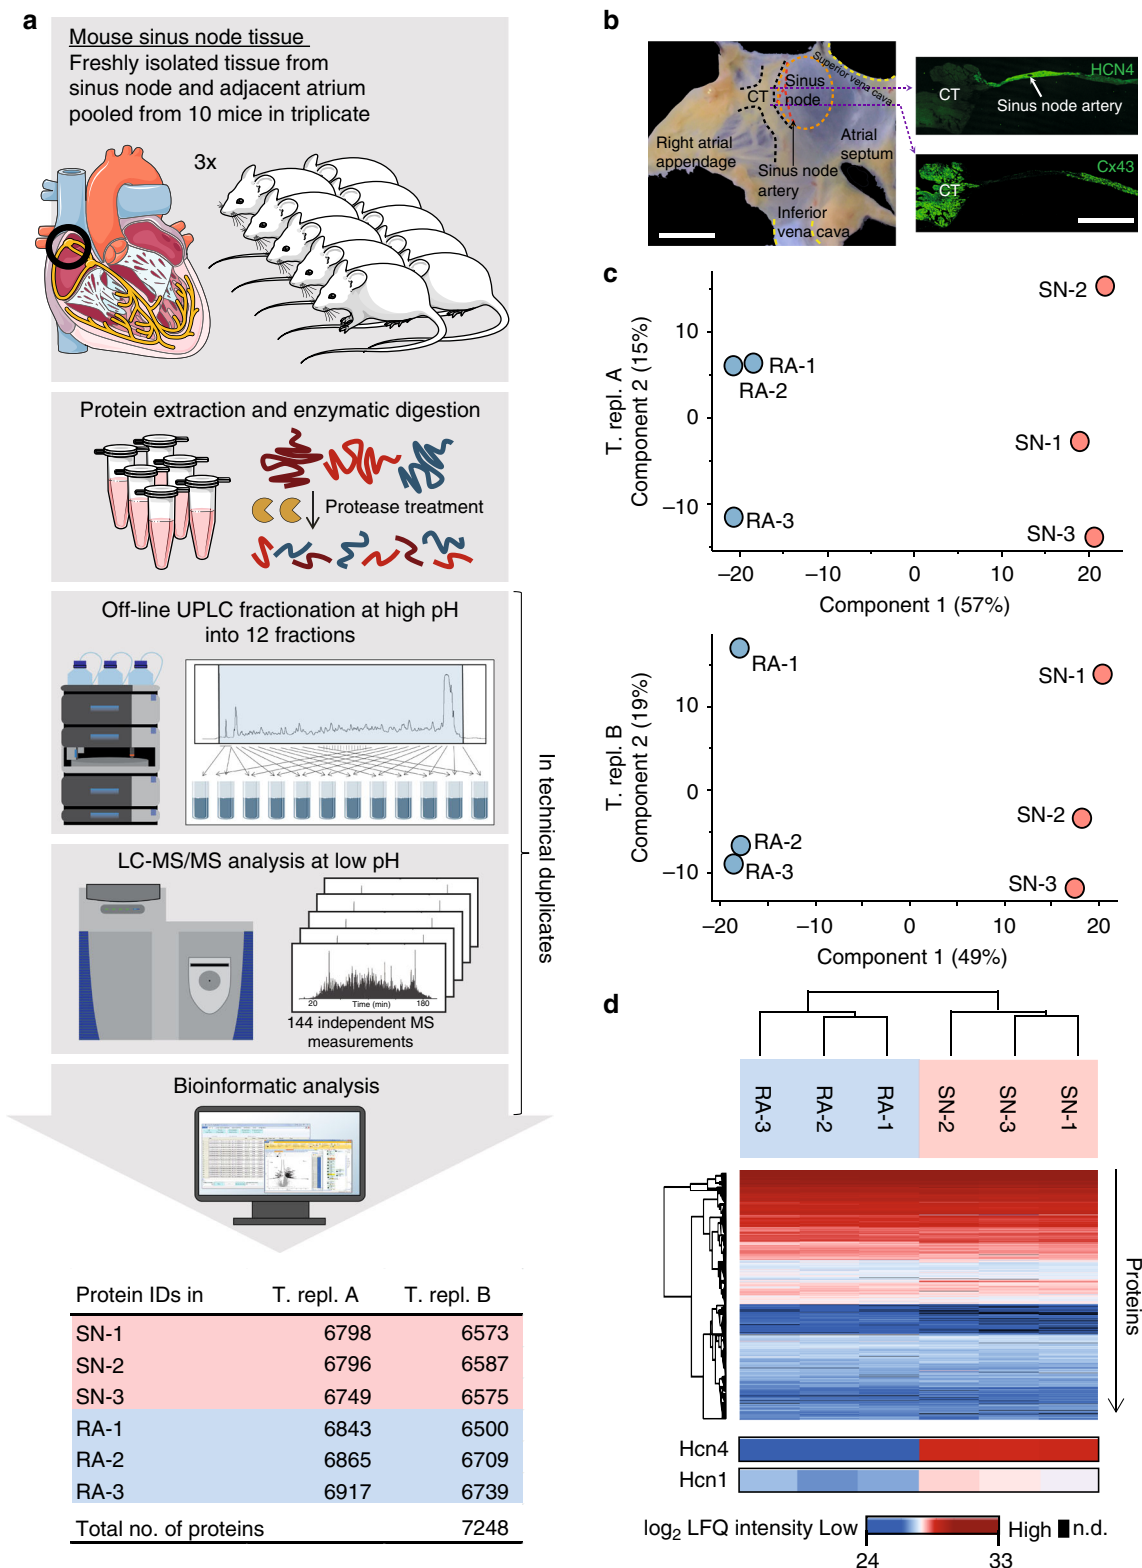 a
Mouse sinus node tissue
Freshly isolated tissue from
sinus node and adjacent atrium
pooled from 10 mice in triplicate
3x
Protein extraction and enzymatic digestion
Protease treatment
Off-line UPLC fractionation at high pH
into 12 fractions
LC-MS/MS analysis at low pH
20
Time (min)
180
144 independent MS
measurements
In technical duplicates
Bioinformatic analysis
Protein IDs in T. repl. A T. repl. B
SN-1 6798 6573
SN-2 6796 6587
SN-3 6749 6575
RA-1 6843 6500
RA-2 6865 6709
RA-3 6917 6739
Total no. of proteins 7248
b
Superior vena cava
Sinus
node
CT
Right atrial
appendage
Atrial
septum
Sinus node
artery
Inferior
vena cava
HCN4
CT
Sinus node artery
Cx43
CT
c
T. repl. A
Component 2 (15%)
10
0
−10
SN-2
RA-1
RA-2
SN-1
RA-3
SN-3
−20 −10 0 10 20
Component 1 (57%)
T. repl. B
Component 2 (19%)
10
0
−10
RA-1
SN-1
RA-2
SN-2
RA-3
SN-3
−20 −10 0 10 20
Component 1 (49%)
d
RA-3 RA-2 RA-1 SN-2 SN-3 SN-1
Proteins
Hcn4
Hcn1
log2 LFQ intensity Low High n.d.
24 33